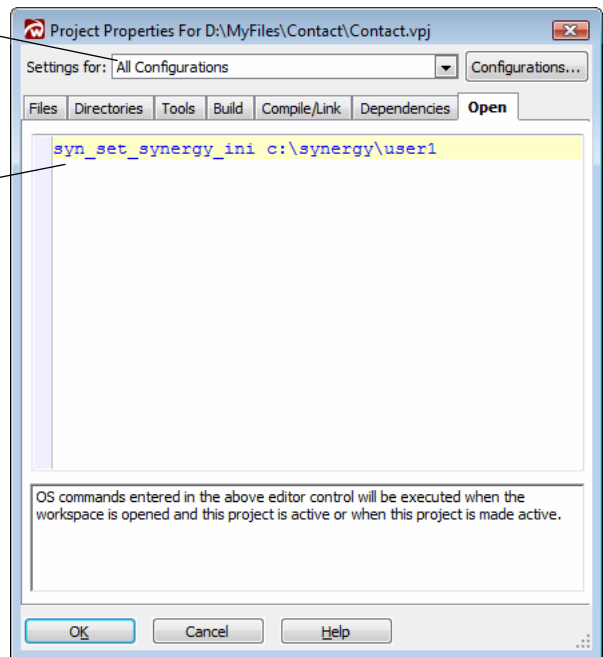 Project Properties For D:\MyFiles\Contact\Contact.vpj
Settings for: All Configurations Configurations...
Files Directories Tools Build Compile/Link Dependencies Open
syn_set_synergy_ini c:\synergy\user1
OS commands entered in the above editor control will be executed when the
workspace is opened and this project is active or when this project is made active.
OK Cancel Help